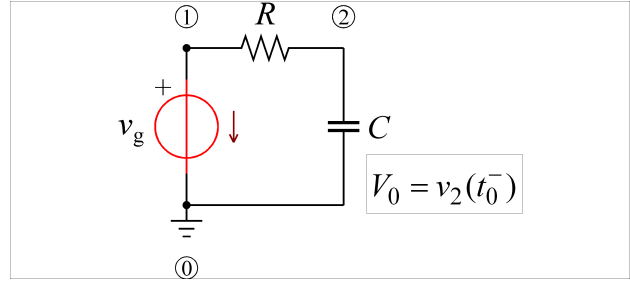 ① R ②
+
v_g
C
V_0 = v_2(t_0^-)
⓪